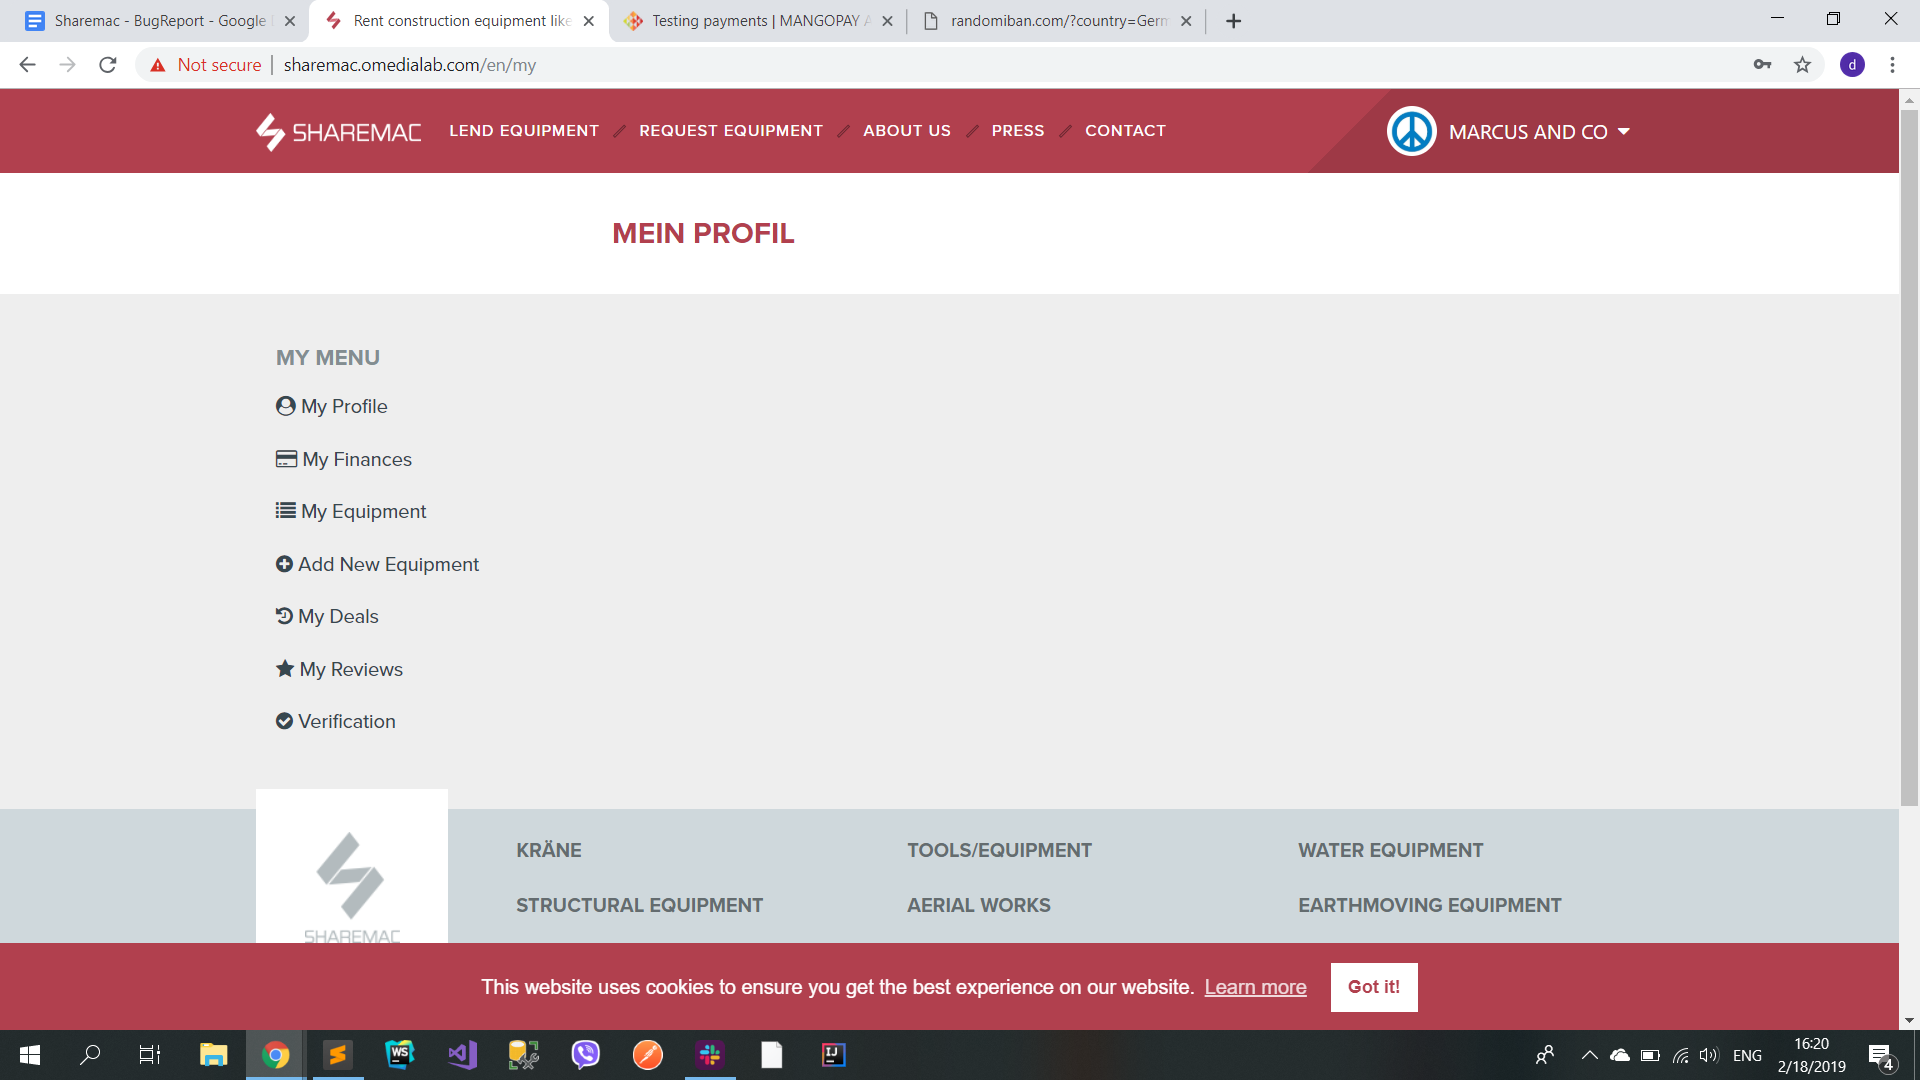 Sharemac - BugReport - Google
Rent construction equipment like
Testing payments | MANGOPAY A
randomiban.com/?country=Germ
Not secure
sharemac.omedialab.com/en/my
d
SHAREMAC
LEND EQUIPMENT / REQUEST EQUIPMENT / ABOUT US / PRESS / CONTACT
MARCUS AND CO
MEIN PROFIL
MY MENU
My Profile
My Finances
My Equipment
Add New Equipment
My Deals
My Reviews
Verification
SHAREMAC
KRÄNE
TOOLS/EQUIPMENT
WATER EQUIPMENT
STRUCTURAL EQUIPMENT
AERIAL WORKS
EARTHMOVING EQUIPMENT
This website uses cookies to ensure you get the best experience on our website. Learn more
Got it!
WS
IJ
ENG
16:20
2/18/2019
4